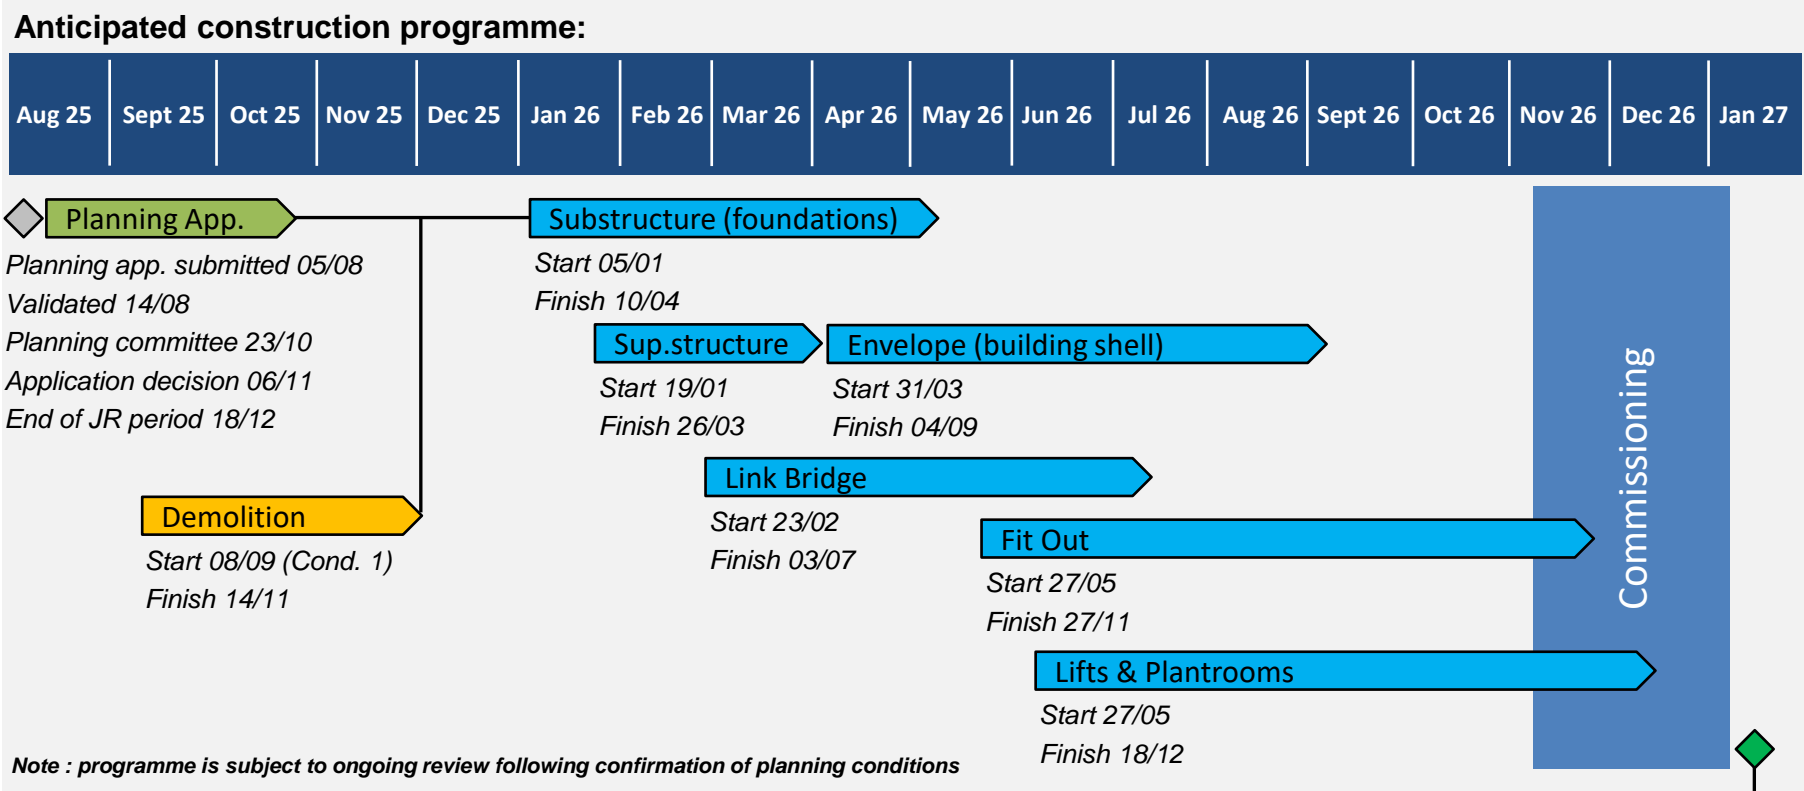 Anticipated construction programme:
Aug 25 Sept 25 Oct 25 Nov 25 Dec 25 Jan 26 Feb 26 Mar 26 Apr 26 May 26 Jun 26 Jul 26 Aug 26 Sept 26 Oct 26 Nov 26 Dec 26 Jan 27
Planning App.
Planning app. submitted 05/08
Validated 14/08
Planning committee 23/10
Application decision 06/11
End of JR period 18/12
Substructure (foundations)
Start 05/01
Finish 10/04
Sup.structure
Start 19/01
Finish 26/03
Envelope (building shell)
Start 31/03
Finish 04/09
Link Bridge
Start 23/02
Finish 03/07
Demolition
Start 08/09 (Cond. 1)
Finish 14/11
Fit Out
Start 27/05
Finish 27/11
Lifts & Plantrooms
Start 27/05
Finish 18/12
Commissioning
Note : programme is subject to ongoing review following confirmation of planning conditions